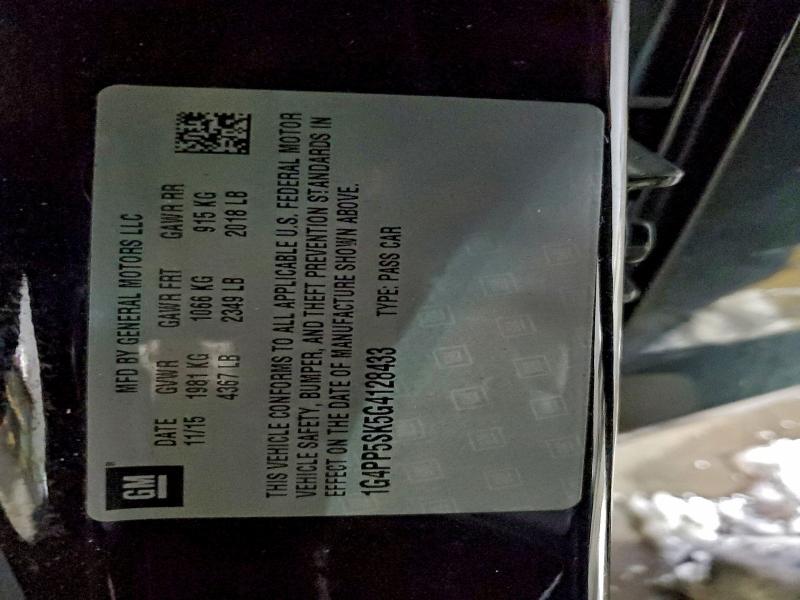 GM
MFD BY GENERAL MOTORS LLC
DATE GVWR GAWR FRT GAWR RR
11/15 1981 KG 1066 KG 915 KG
4367 LB 2349 LB 2018 LB
THIS VEHICLE CONFORMS TO ALL APPLICABLE U.S. FEDERAL MOTOR
VEHICLE SAFETY, BUMPER, AND THEFT PREVENTION STANDARDS IN
EFFECT ON THE DATE OF MANUFACTURE SHOWN ABOVE.
1G4PP5SK5G4128433 TYPE: PASS CAR